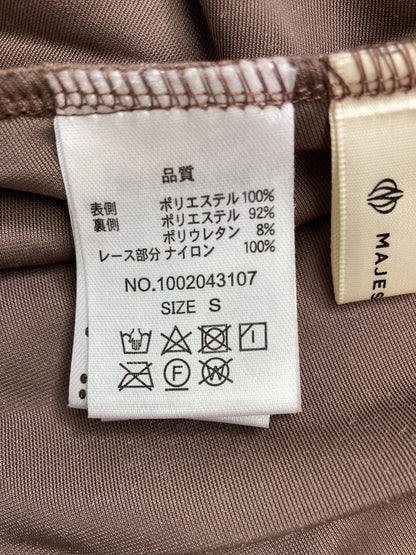 品質
表側 ポリエステル 100%
裏側 ポリエステル 92%
ポリウレタン 8%
レース部分 ナイロン 100%
NO.1002043107
SIZE S
F
W
MAJES